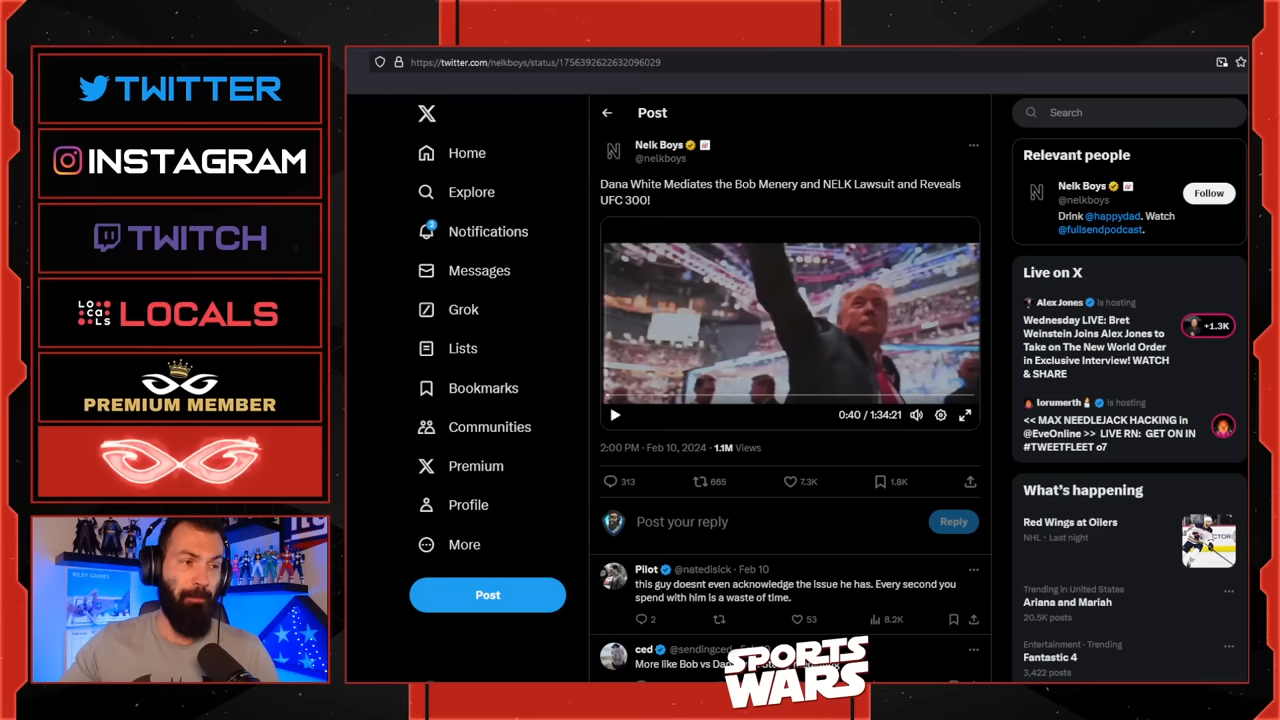 TWITTER
INSTAGRAM
TWITCH
LOCALS
LOCALS
PREMIUM MEMBER
RILEY GAINES
https://twitter.com/nelkboys/status/1756392622632096029
X
Home
Explore
2
Notifications
Messages
Grok
Lists
Bookmarks
Communities
Premium
Profile
More
Post
Post
Nelk Boys
@nelkboys
Dana White Mediates the Bob Menery and NELK Lawsuit and Reveals
UFC 300!
0:40 / 1:34:21
2:00 PM · Feb 10, 2024 · 1.1M Views
313
665
7.3K
1.8K
Post your reply
Reply
Pilot @natedisick · Feb 10
this guy doesnt even acknowledge the issue he has. Every second you
spend with him is a waste of time.
2
53
8.2K
ced @sendingced
More like Bob vs
SPORTS
WARS
Search
Relevant people
Nelk Boys
@nelkboys
Follow
Drink @happydad. Watch
@fullsendpodcast.
Live on X
Alex Jones is hosting
Wednesday LIVE: Bret
Weinstein Joins Alex Jones to
Take on The New World Order
in Exclusive Interview! WATCH
& SHARE
+1.3K
lorumerth is hosting
<< MAX NEEDLEJACK HACKING in
@EveOnline >> LIVE RN: GET ON IN
#TWEETFLEET o7
What's happening
Red Wings at Oilers
NHL · Last night
Trending in United States
Ariana and Mariah
20.5K posts
Entertainment · Trending
Fantastic 4
3,422 posts